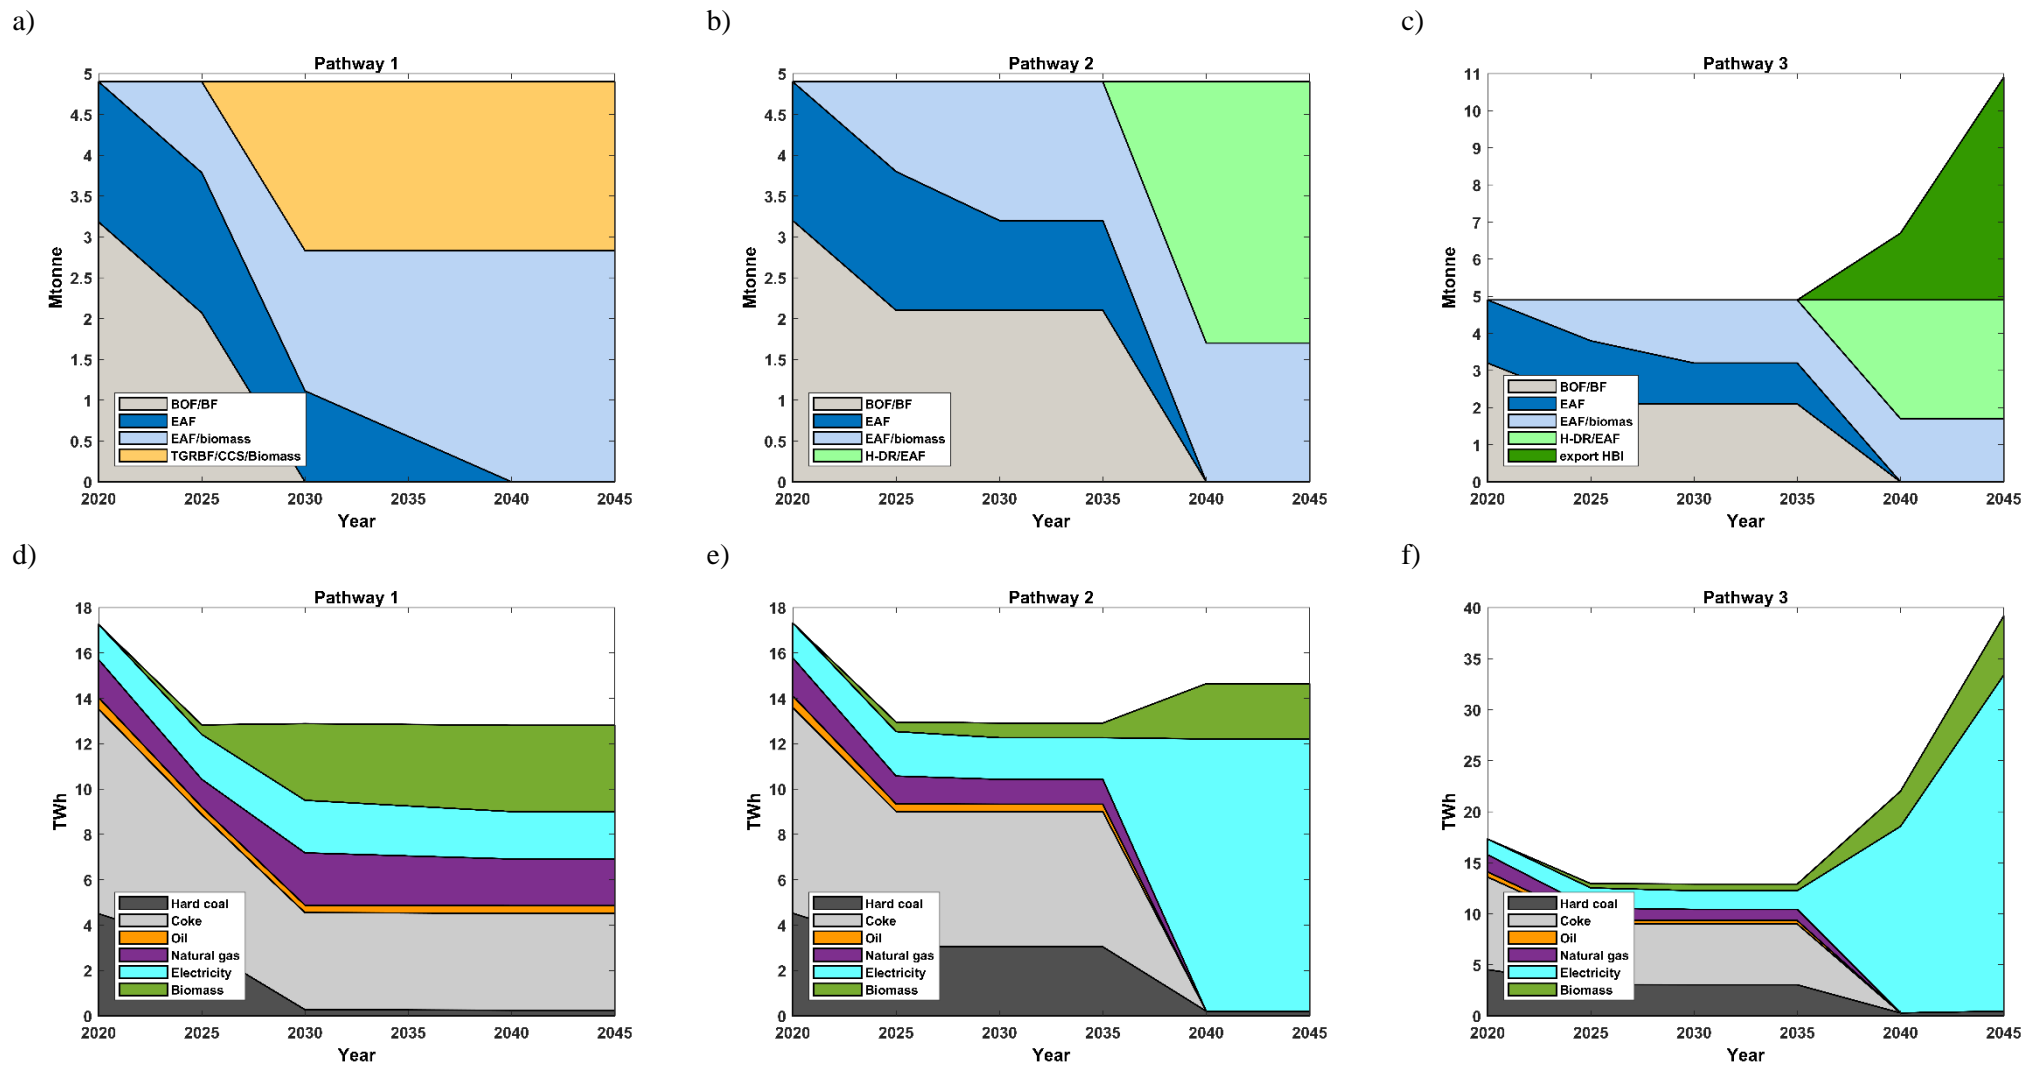 a)
b)
c)
Pathway 1
5
4.5
4
3.5
3
2.5
2
1.5
1
0.5
0
Mtonne
BOF/BF
EAF
EAF/biomass
TGRBF/CCS/Biomass
2020 2025 2030 2035 2040 2045
Year
Pathway 2
5
4.5
4
3.5
3
2.5
2
1.5
1
0.5
0
Mtonne
BOF/BF
EAF
EAF/biomass
H-DR/EAF
2020 2025 2030 2035 2040 2045
Year
Pathway 3
11
10
9
8
7
6
5
4
3
2
1
0
Mtonne
BOF/BF
EAF
EAF/biomas
H-DR/EAF
export HBI
2020 2025 2030 2035 2040 2045
Year
d)
e)
f)
Pathway 1
18
16
14
12
10
8
6
4
2
0
TWh
Hard coal
Coke
Oil
Natural gas
Electricity
Biomass
2020 2025 2030 2035 2040 2045
Year
Pathway 2
18
16
14
12
10
8
6
4
2
0
TWh
Hard coal
Coke
Oil
Natural gas
Electricity
Biomass
2020 2025 2030 2035 2040 2045
Year
Pathway 3
40
35
30
25
20
15
10
5
0
TWh
Hard coal
Coke
Oil
Natural gas
Electricity
Biomass
2020 2025 2030 2035 2040 2045
Year